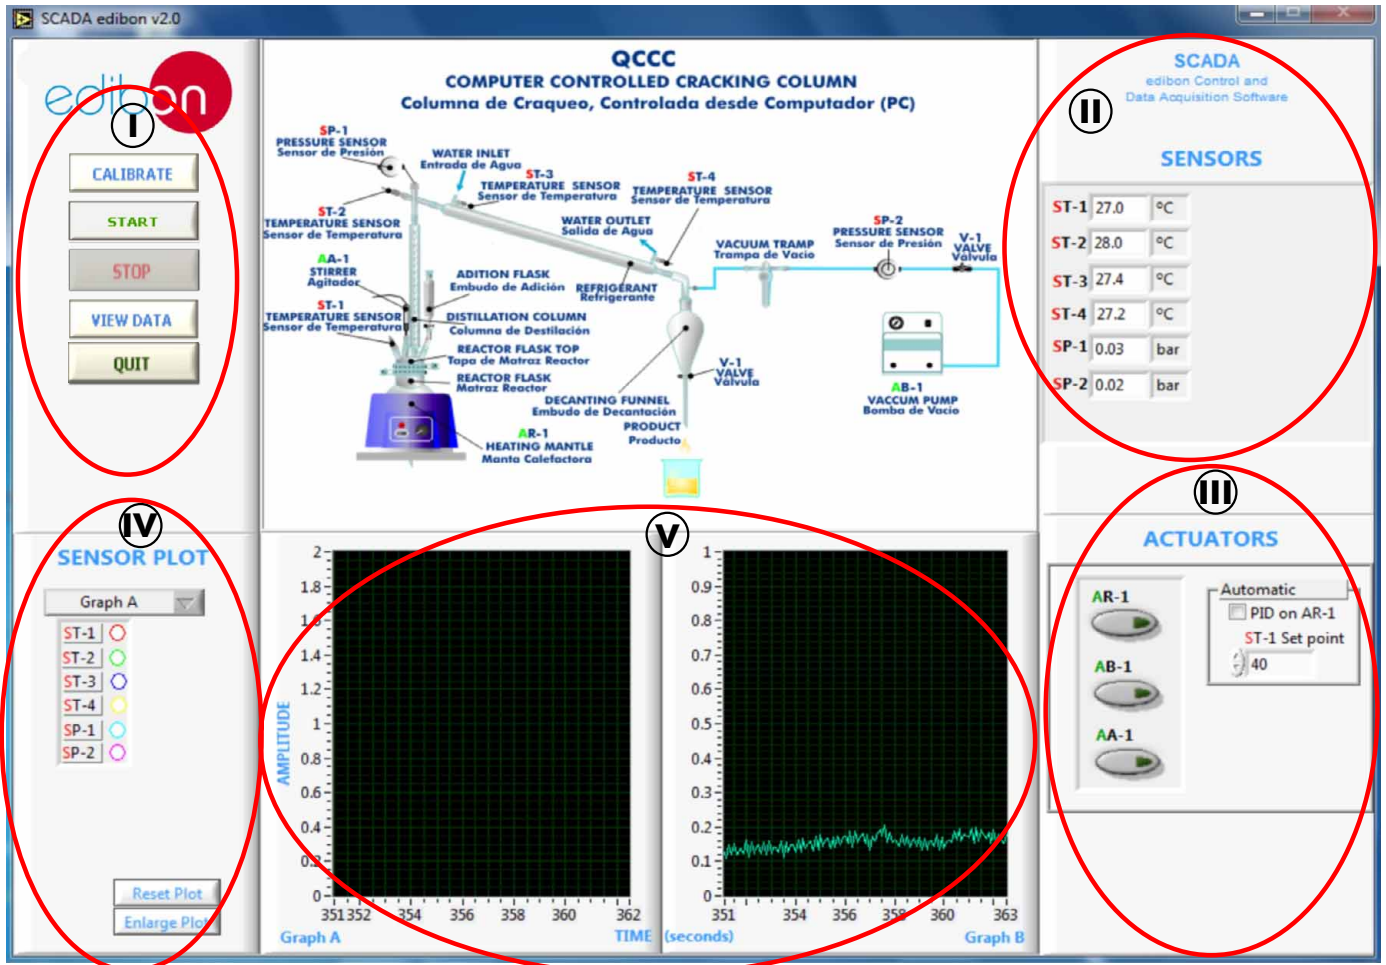 SCADA edibon v2.0
edibon
I
CALIBRATE
START
STOP
VIEW DATA
QUIT
QCCC
COMPUTER CONTROLLED CRACKING COLUMN
Columna de Craqueo, Controlada desde Computador (PC)
SP-1
PRESSURE SENSOR
Sensor de Presión
WATER INLET
Entrada de Agua
ST-3
TEMPERATURE SENSOR
Sensor de Temperatura
ST-4
TEMPERATURE SENSOR
Sensor de Temperatura
ST-2
TEMPERATURE SENSOR
Sensor de Temperatura
WATER OUTLET
Salida de Agua
SP-2
PRESSURE SENSOR
Sensor de Presión
V-1
VALVE
Válvula
VACUUM TRAMP
Trampa de Vacio
AA-1
STIRRER
Agitador
ADITION FLASK
Embudo de Adición
REFRIGERANT
Refrigerante
ST-1
TEMPERATURE SENSOR
Sensor de Temperatura
DISTILLATION COLUMN
Columna de Destilación
REACTOR FLASK TOP
Tapa de Matraz Reactor
REACTOR FLASK
Matraz Reactor
V-1
VALVE
Válvula
DECANTING FUNNEL
Embudo de Decantación
AB-1
VACCUM PUMP
Bomba de Vacio
PRODUCT
Producto
AR-1
HEATING MANTLE
Manta Calefactora
II
SCADA
edibon Control and
Data Acquisition Software
SENSORS
ST-1 27.0 ºC
ST-2 28.0 ºC
ST-3 27.4 ºC
ST-4 27.2 ºC
SP-1 0.03 bar
SP-2 0.02 bar
IV
SENSOR PLOT
Graph A
ST-1
ST-2
ST-3
ST-4
SP-1
SP-2
Reset Plot
Enlarge Plot
V
AMPLITUDE
2
1.8
1.6
1.4
1.2
1
0.8
0.6
0.4
0.2
0
351 352 354 356 358 360 362
Graph A
TIME (seconds)
1
0.9
0.8
0.7
0.6
0.5
0.4
0.3
0.2
0.1
0
351 354 356 358 360 363
Graph B
III
ACTUATORS
AR-1
AB-1
AA-1
Automatic
PID on AR-1
ST-1 Set point
40